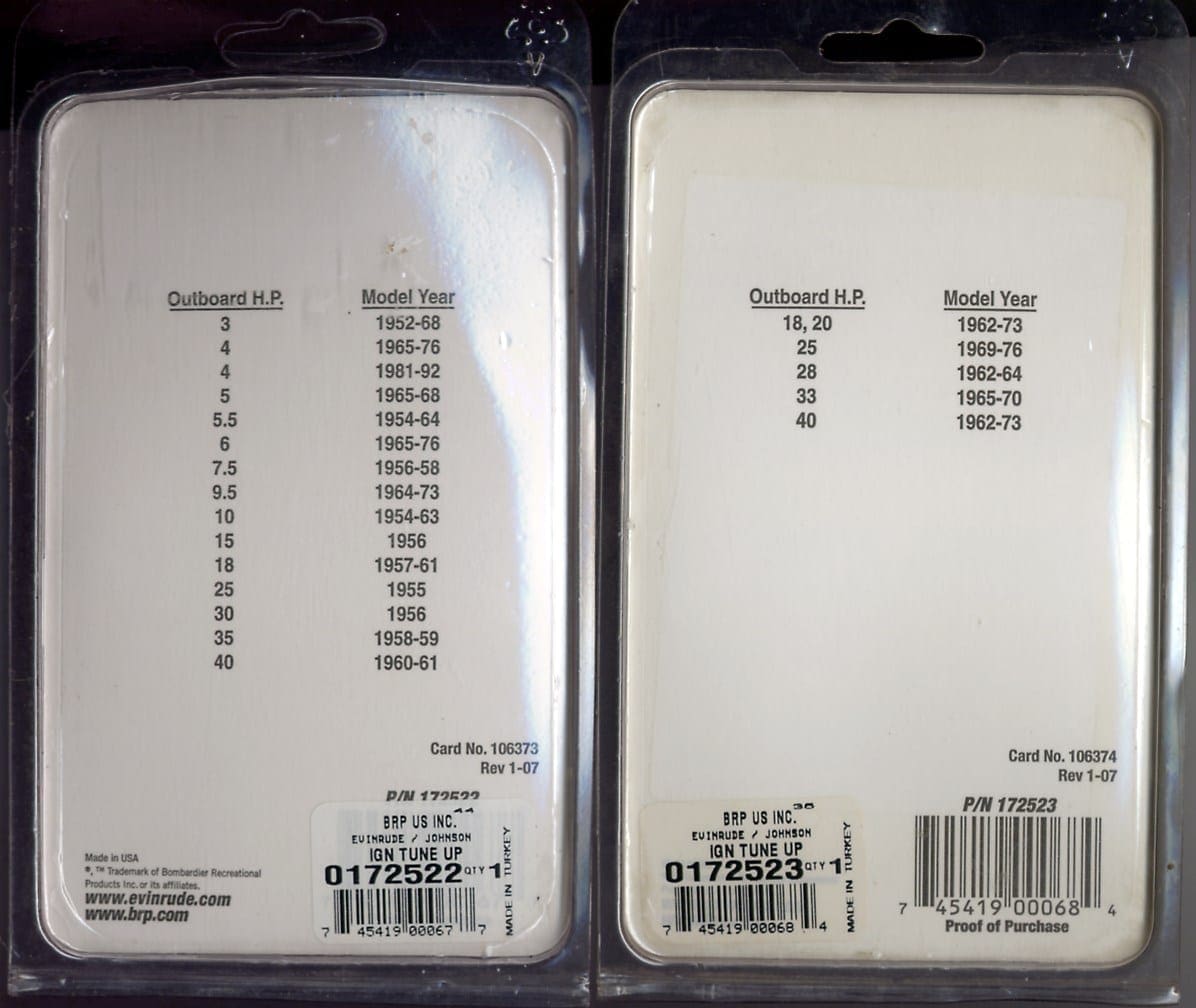 Outboard H.P. Model Year
3 1952-68
4 1965-76
4 1981-92
5 1965-68
5.5 1954-64
6 1965-76
7.5 1956-58
9.5 1964-73
10 1954-63
15 1956
18 1957-61
25 1955
30 1956
35 1958-59
40 1960-61
Card No. 106373
Rev 1-07
P/N 172522
44
BRP US INC.
EVINRUDE / JOHNSON
IGN TUNE UP
0172522 QTY 1
MADE IN TURKEY
7 45419 00067 7
Made in USA
®, ™ Trademark of Bombardier Recreational
Products Inc. or its affiliates.
www.evinrude.com
www.brp.com
Outboard H.P. Model Year
18, 20 1962-73
25 1969-76
28 1962-64
33 1965-70
40 1962-73
Card No. 106374
Rev 1-07
P/N 172523
BRP US INC.
EVINRUDE / JOHNSON
IGN TUNE UP
0172523 QTY 1
MADE IN TURKEY
7 45419 00068 4
7 45419 00068 4
Proof of Purchase